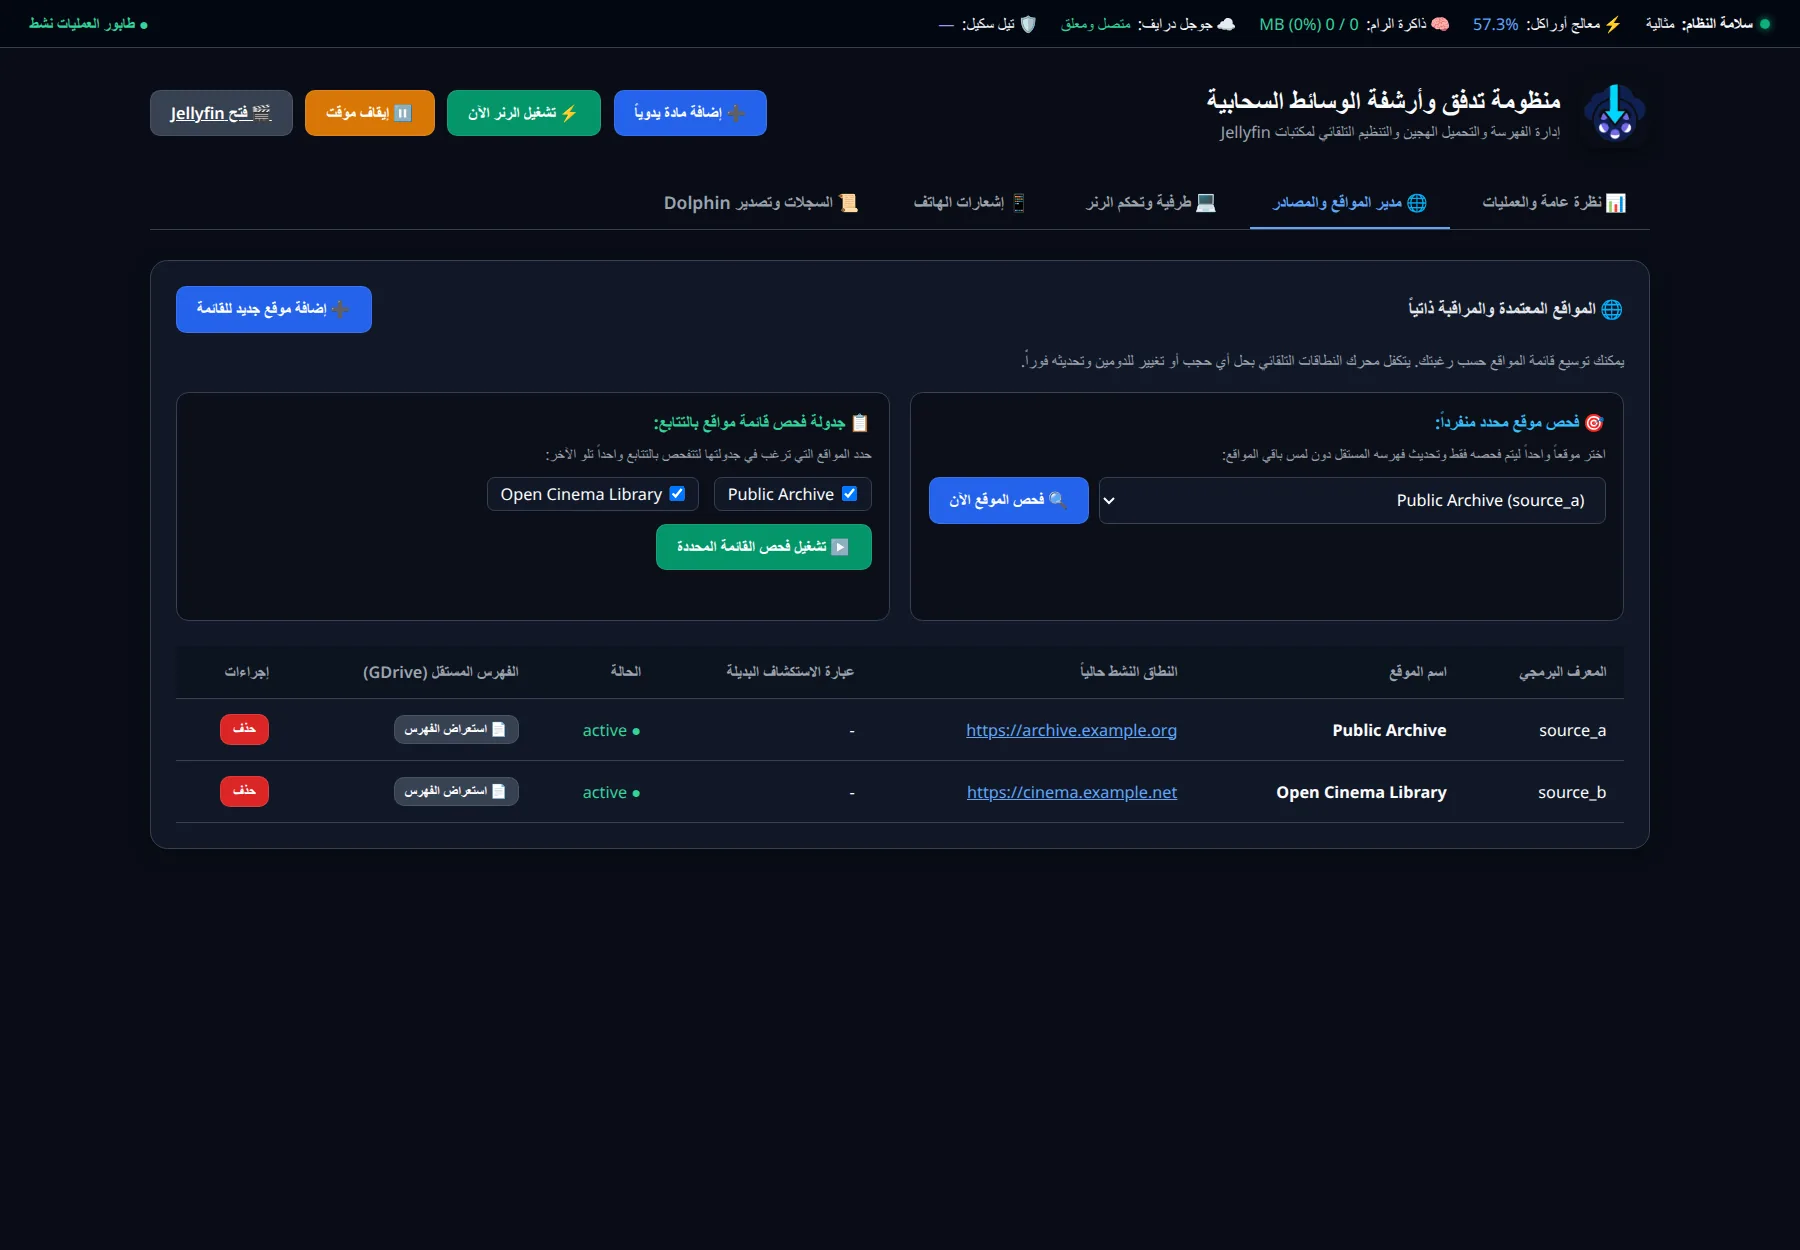 سلامة النظام: مثالية
⚡ معالج أوراكل: 57.3%
🧠 ذاكرة الرام: 0 / 0 MB (0%)
☁️ جوجل درايف: متصل ومعلق
🛡️ تيل سكيل: —
● طابور العمليات نشط
منظومة تدفق وأرشفة الوسائط السحابية
إدارة الفهرسة والتحميل الهجين والتنظيم التلقائي لمكتبات Jellyfin
➕ إضافة مادة يدوياً
⚡ تشغيل الرنر الآن
⏸️ إيقاف مؤقت
🎬 فتح Jellyfin
📊 نظرة عامة والعمليات
🌐 مدير المواقع والمصادر
💻 طرفية وتحكم الرنر
📱 إشعارات الهاتف
📜 السجلات وتصدير Dolphin
🌐 المواقع المعتمدة والمراقبة ذاتياً
➕ إضافة موقع جديد للقائمة
يمكنك توسيع قائمة المواقع حسب رغبتك. يتكفل محرك النطاقات التلقائي بحل أي حجب أو تغيير للدومين وتحديثه فوراً.
🎯 فحص موقع محدد منفرداً:
اختر موقعاً واحداً ليتم فحصه فقط وتحديث فهرسه المستقل دون لمس باقي المواقع:
Public Archive (source_a)
🔍 فحص الموقع الآن
📋 جدولة فحص قائمة مواقع بالتتابع:
حدد المواقع التي ترغب في جدولتها لتتفحص بالتتابع واحداً تلو الآخر:
Public Archive
Open Cinema Library
▶️ تشغيل فحص القائمة المحددة
المعرف البرمجي
اسم الموقع
النطاق النشط حالياً
عبارة الاستكشاف البديلة
الحالة
الفهرس المستقل (GDrive)
إجراءات
source_a
Public Archive
https://archive.example.org
-
● active
📄 استعراض الفهرس
حذف
source_b
Open Cinema Library
https://cinema.example.net
-
● active
📄 استعراض الفهرس
حذف